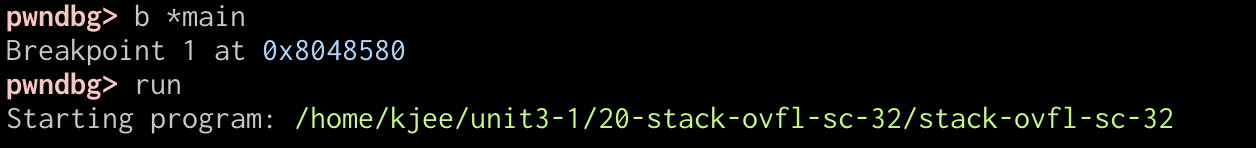 pwndbg> b *main
Breakpoint 1 at 0x8048580
pwndbg> run
Starting program: /home/kjee/unit3-1/20-stack-ovfl-sc-32/stack-ovfl-sc-32